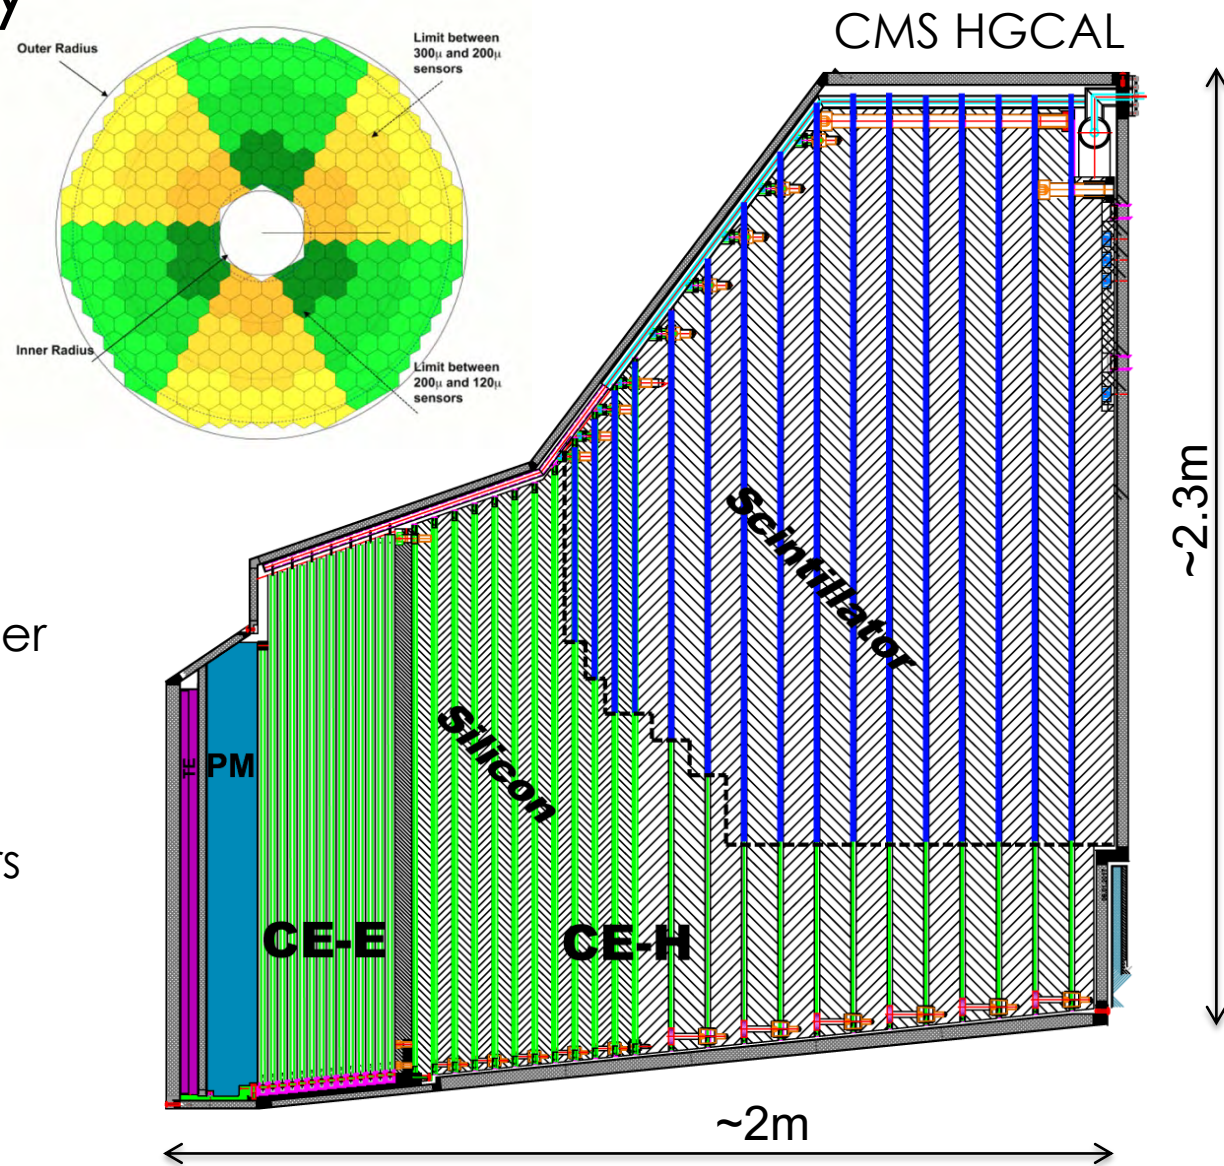 y
CMS HGCAL
Outer Radius
Limit between
300µ and 200µ
sensors
Inner Radius
Limit between
200µ and 120µ
sensors
~2.3m
Scintillator
er
Silicon
TE
PM
rs
CE-E
CE-H
~2m